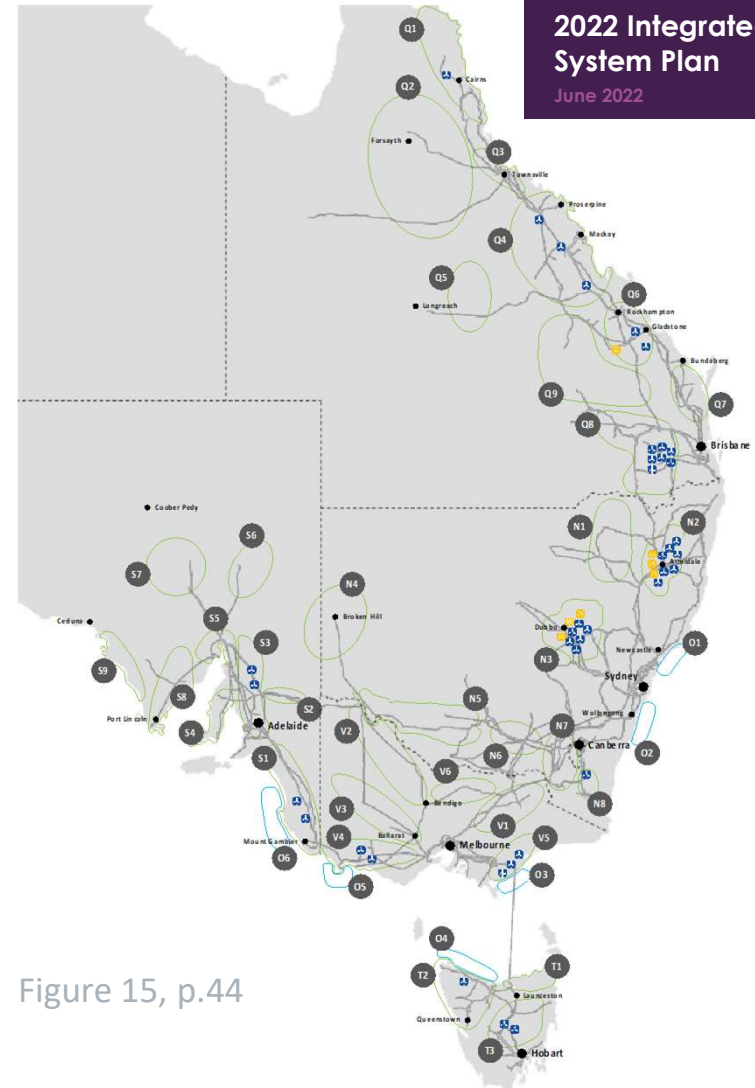 2022 Integrate
System Plan
June 2022
Q1
Cairns
Q2
Forsayth
Q3
Townsville
Proserpine
Q4
Mackay
Q5
Longreach
Q6
Rockhampton
Gladstone
Bundaberg
Q9
Q7
Q8
Brisbane
Coober Pedy
S6
S7
N1
N2
Armidale
N4
Broken Hill
Ceduna
S5
S3
Dubbo
N3
Newcastle
O1
Sydney
S9
S8
Port Lincoln
S4
Adelaide
S2
N5
Wollongong
O2
S1
V2
N7
N6
Canberra
V6
V3
Bendigo
N8
V4
Ballarat
V1
V5
Mount Gambier
O6
Melbourne
O3
O5
O4
T2
T1
Launceston
Queenstown
T3
Hobart
Figure 15, p.44